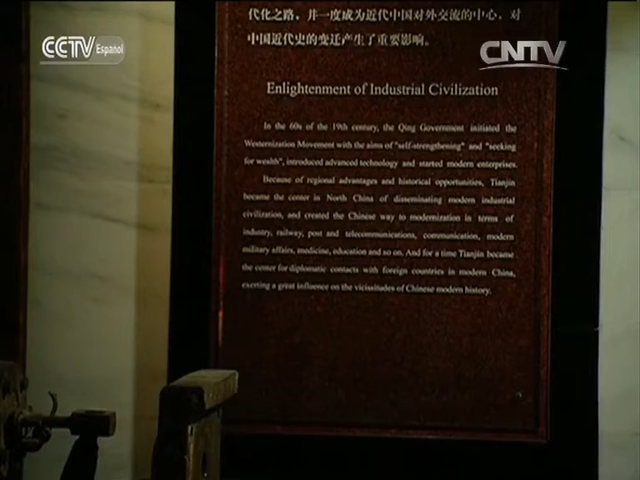 CCTV Español
CNTV
代化之路，并一度成为近代中国对外交流的中心，对
中国近代史的变迁产生了重要影响。
Enlightenment of Industrial Civilization
In the 60s of the 19th century, the Qing Government initiated the
Westernization Movement with the aims of "self-strengthening" and "seeking
for wealth", introduced advanced technology and started modern enterprises.
Because of regional advantages and historical opportunities, Tianjin
became the center in North China of disseminating modern industrial
civilization, and created the Chinese way to modernization in terms of
industry, railway, post and telecommunications, communication, modern
military affairs, medicine, education and so on. And for a time Tianjin became
the center for diplomatic contacts with foreign countries in modern China,
exerting a great influence on the vicissitudes of Chinese modern history.